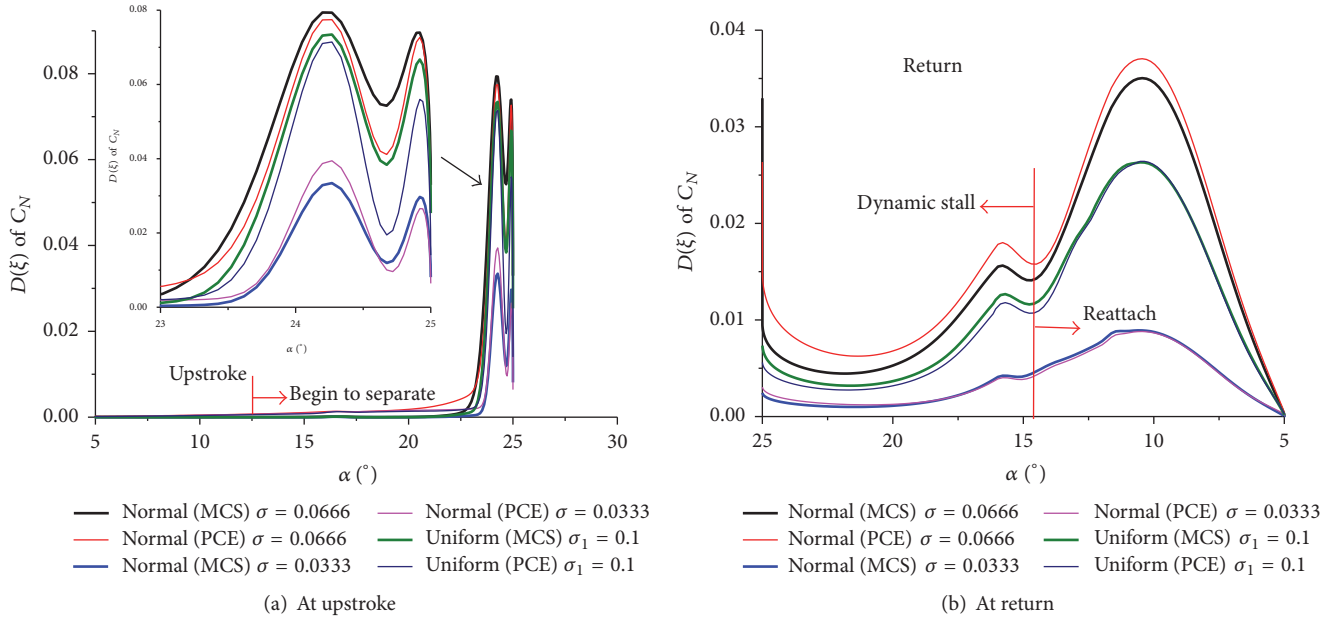 0.08
0.06
0.04
0.02
0.00
D(ξ) of C_N
5 10 15 20 25 30
α (°)
0.08
0.06
0.04
0.02
0.00
D(ξ) of C_N
23 24 25
α (°)
Upstroke
Begin to separate
Normal (MCS) σ = 0.0666
Normal (PCE) σ = 0.0666
Normal (MCS) σ = 0.0333
Normal (PCE) σ = 0.0333
Uniform (MCS) σ₁ = 0.1
Uniform (PCE) σ₁ = 0.1
(a) At upstroke
0.04
0.03
0.02
0.01
0.00
D(ξ) of C_N
Return
Dynamic stall
Reattach
25 20 15 10 5
α (°)
Normal (MCS) σ = 0.0666
Normal (PCE) σ = 0.0666
Normal (MCS) σ = 0.0333
Normal (PCE) σ = 0.0333
Uniform (MCS) σ₁ = 0.1
Uniform (PCE) σ₁ = 0.1
(b) At return